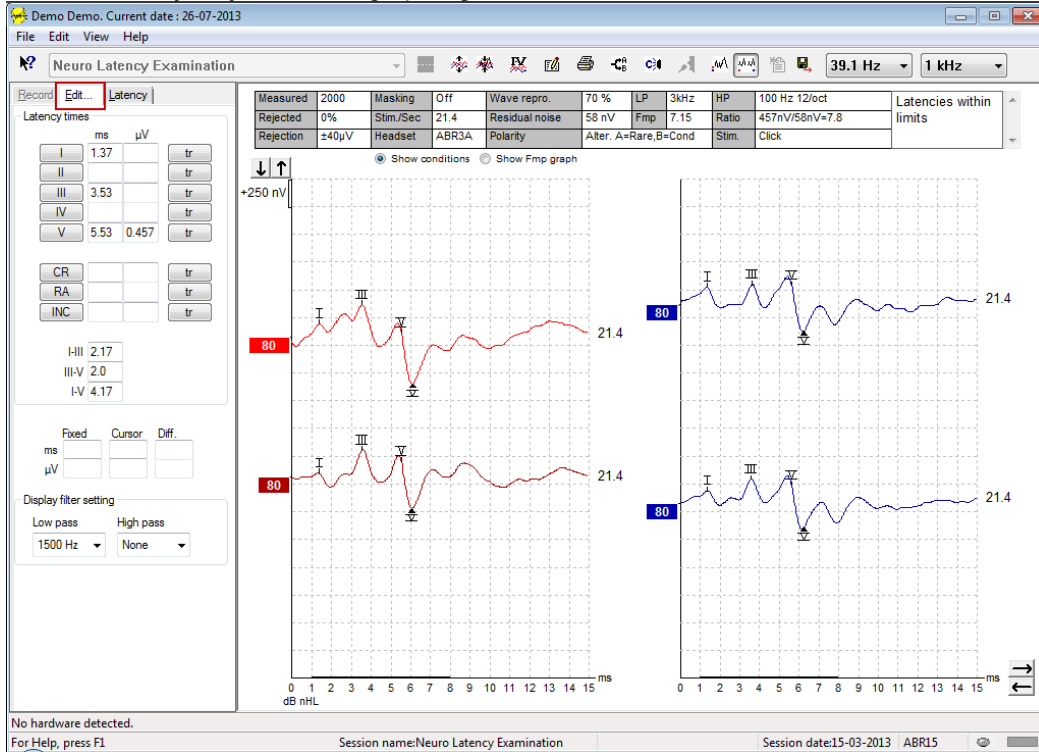 Demo Demo. Current date : 26-07-2013
File Edit View Help
Neuro Latency Examination 39.1 Hz 1 kHz
Record Edit... Latency
Measured 2000 Masking Off Wave repro. 70 % LP 3kHz HP 100 Hz 12/oct Latencies within limits
Rejected 0% Stim./Sec 21.4 Residual noise 58 nV Fmp 7.15 Ratio 457nV/58nV=7.8
Rejection ±40µV Headset ABR3A Polarity Alter. A=Rare,B=Cond Stim. Click
Show conditions Show Fmp graph
Latency times
ms µV
I 1.37 tr
II tr
III 3.53 tr
IV tr
V 5.53 0.457 tr
CR tr
RA tr
INC tr
I-III 2.17
III-V 2.0
I-V 4.17
Fixed Cursor Diff.
ms
µV
Display filter setting
Low pass High pass
1500 Hz None
+250 nV
I III V
80 21.4
V
I III V
80 21.4
V
0 1 2 3 4 5 6 7 8 9 10 11 12 13 14 15 ms
dB nHL
I III V
80 21.4
V
I III V
80 21.4
V
0 1 2 3 4 5 6 7 8 9 10 11 12 13 14 15 ms
No hardware detected.
For Help, press F1 Session name:Neuro Latency Examination Session date:15-03-2013 ABR15